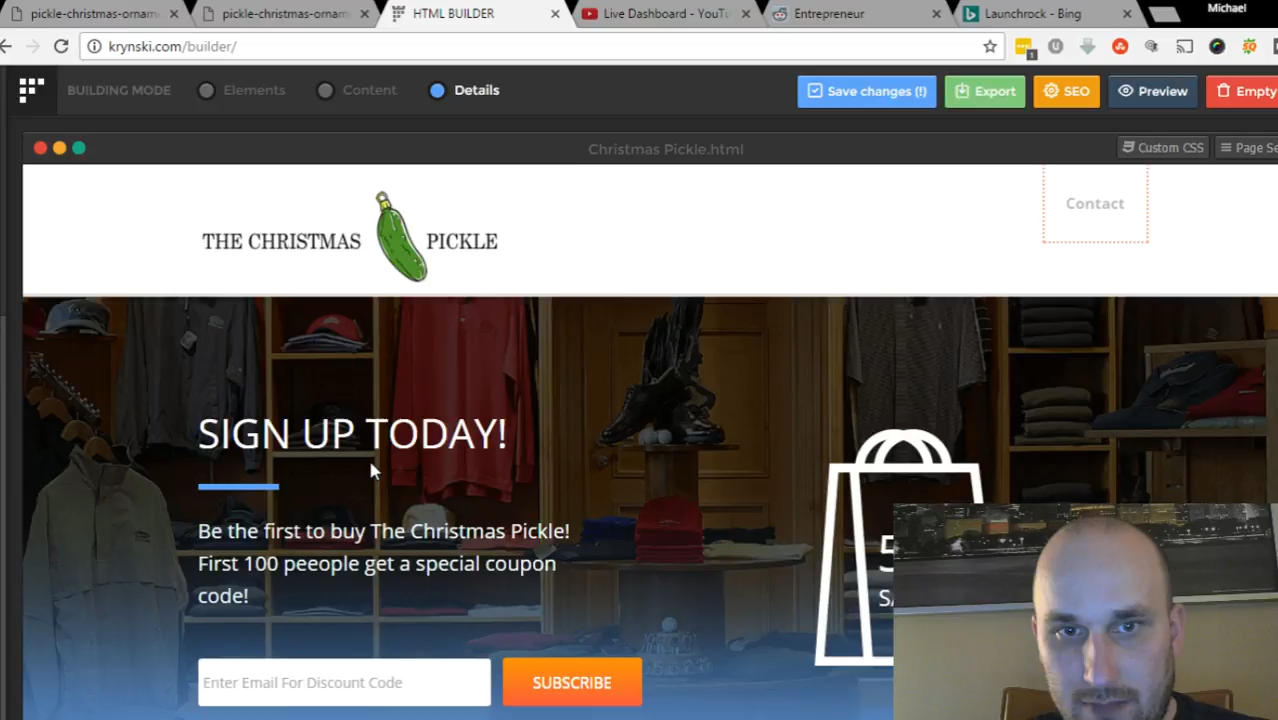 pickle-christmas-ornam
pickle-christmas-ornam
HTML BUILDER
Live Dashboard - YouTu
Entrepreneur
Launchrock - Bing
Michael
krynski.com/builder/
1
BUILDING MODE
Elements
Content
Details
Save changes (!)
Export
SEO
Preview
Empty
Christmas Pickle.html
Custom CSS
Page Se
THE CHRISTMAS PICKLE
Contact
SIGN UP TODAY!
Be the first to buy The Christmas Pickle!
First 100 peeople get a special coupon
code!
Enter Email For Discount Code
SUBSCRIBE